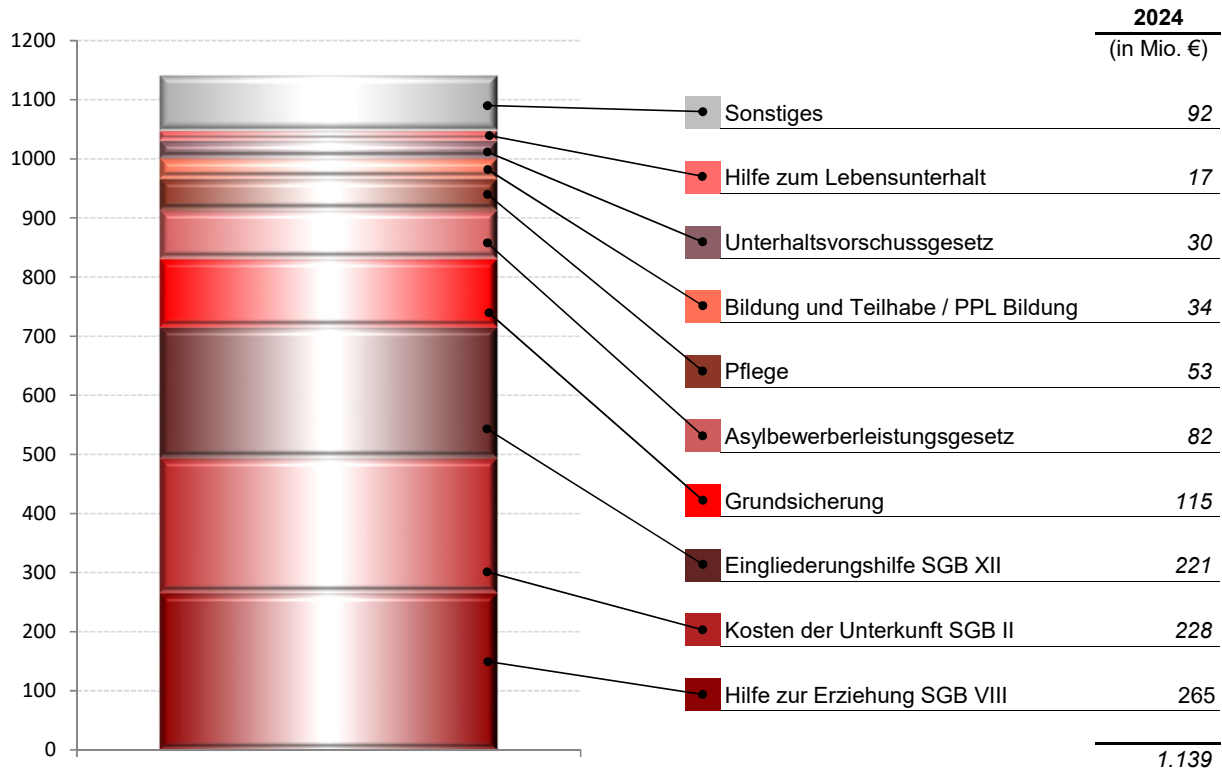 2024
(in Mio. €)
1200
1100
1000
900
800
700
600
500
400
300
200
100
0
Sonstiges 92
Hilfe zum Lebensunterhalt 17
Unterhaltsvorschussgesetz 30
Bildung und Teilhabe / PPL Bildung 34
Pflege 53
Asylbewerberleistungsgesetz 82
Grundsicherung 115
Eingliederungshilfe SGB XII 221
Kosten der Unterkunft SGB II 228
Hilfe zur Erziehung SGB VIII 265
1.139